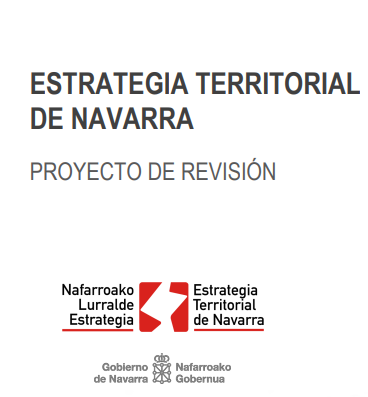 ESTRATEGIA TERRITORIAL
DE NAVARRA
PROYECTO DE REVISIÓN
Nafarroako
Lurralde
Estrategia
Estrategia
Territorial
de Navarra
Gobierno
de Navarra
Nafarroako
Gobernua